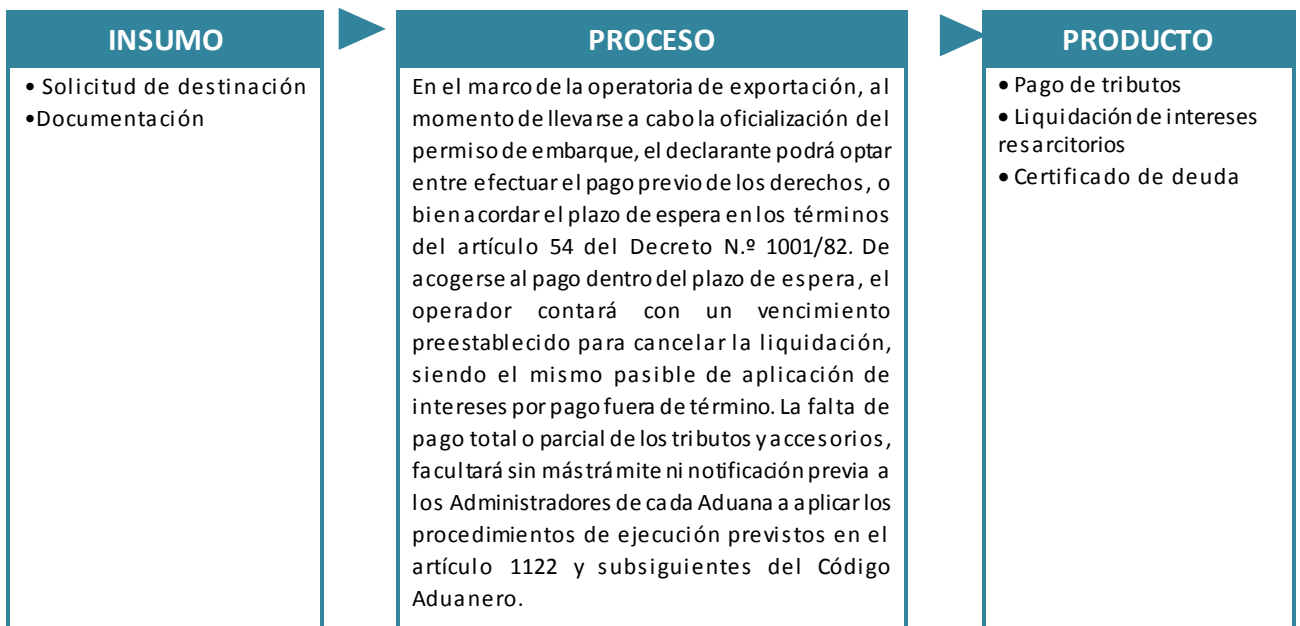 INSUMO
• Solicitud de destinación
•Documentación
PROCESO
En el marco de la operatoria de exportación, al
momento de llevarse a cabo la oficialización del
permiso de embarque, el declarante podrá optar
entre efectuar el pago previo de los derechos, o
bien acordar el plazo de espera en los términos
del artículo 54 del Decreto N.º 1001/82. De
acogerse al pago dentro del plazo de espera, el
operador contará con un vencimiento
preestablecido para cancelar la liquidación,
siendo el mismo pasible de aplicación de
intereses por pago fuera de término. La falta de
pago total o parcial de los tributos y accesorios,
facultará sin más trámite ni notificación previa a
los Administradores de cada Aduana a aplicar los
procedimientos de ejecución previstos en el
artículo 1122 y subsiguientes del Código
Aduanero.
PRODUCTO
• Pago de tributos
• Liquidación de intereses
resarcitorios
• Certificado de deuda